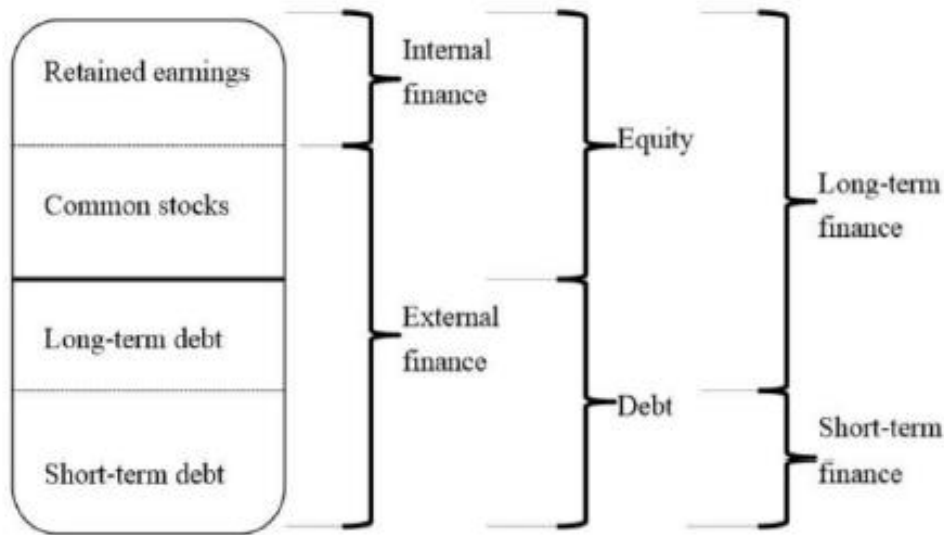 Retained earnings
Common stocks
Long-term debt
Short-term debt
Internal
finance
External
finance
Equity
Debt
Long-term
finance
Short-term
finance